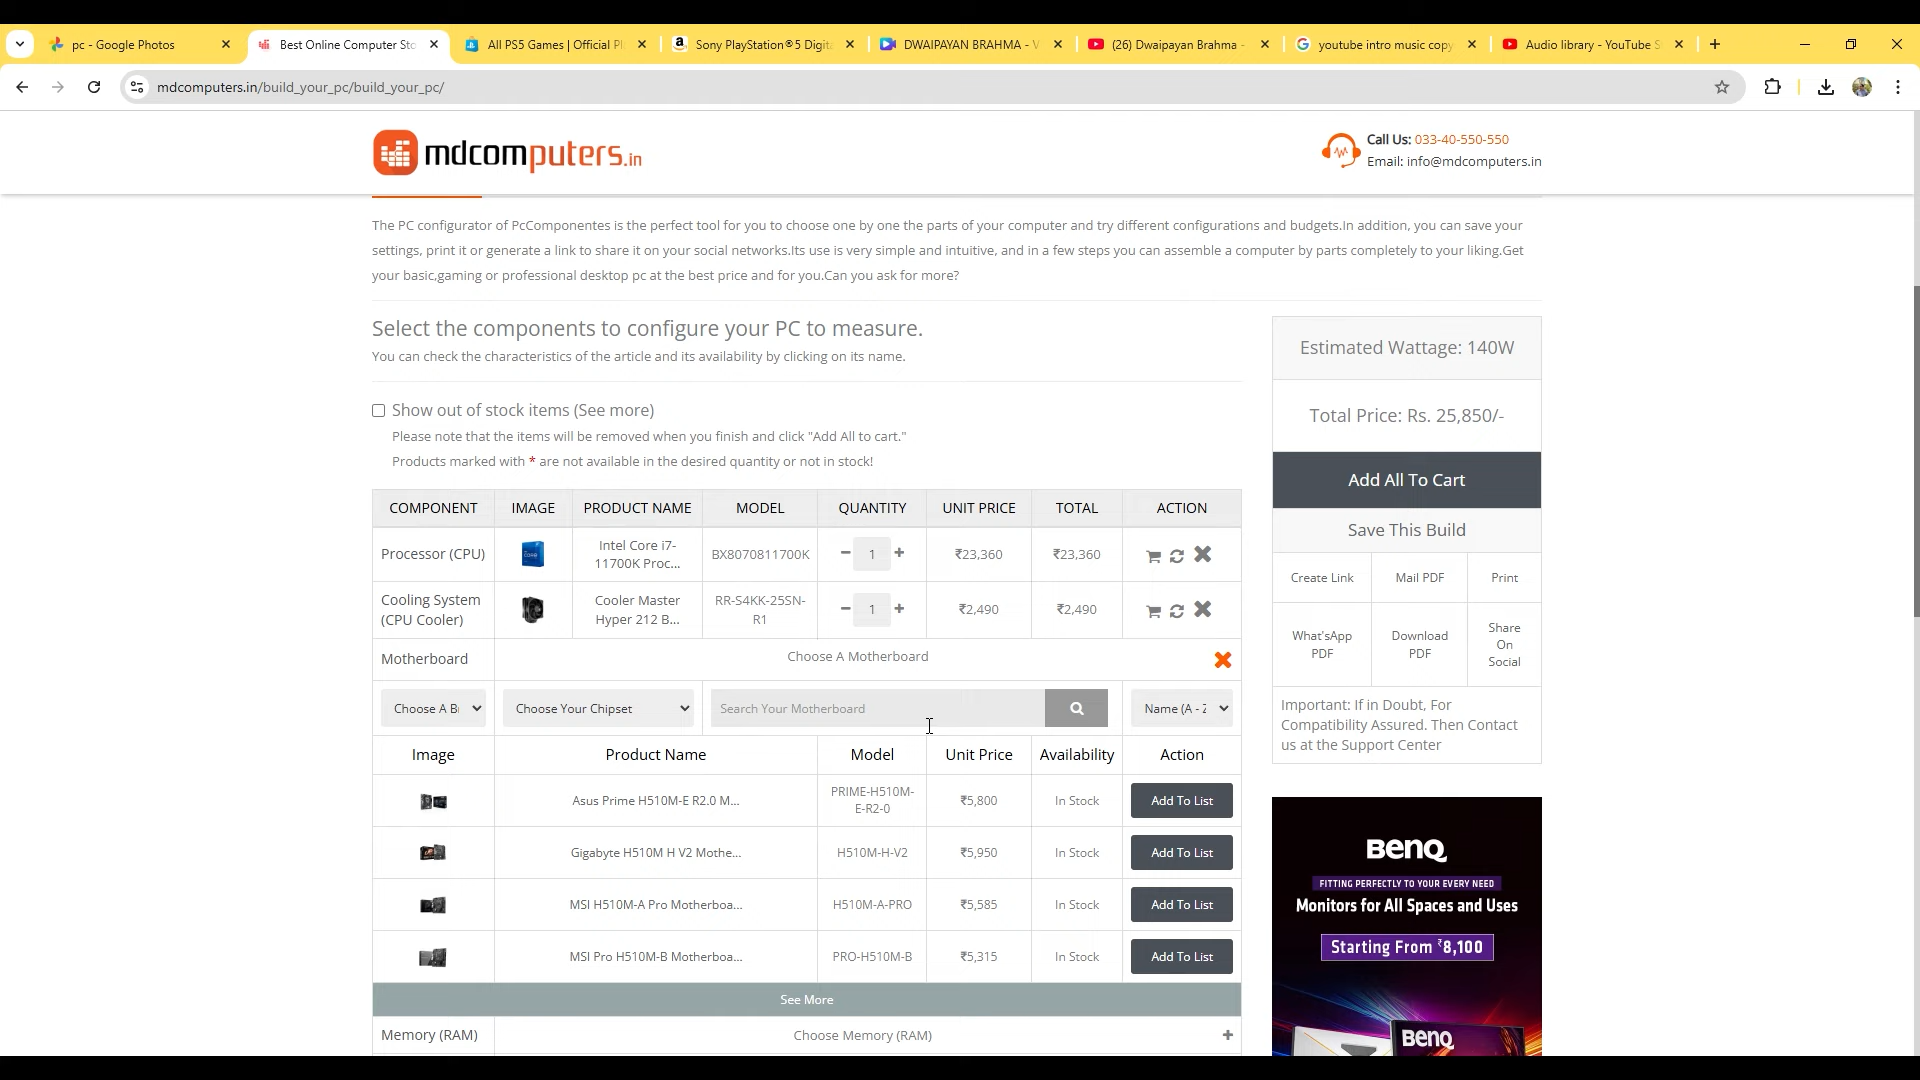 pc - Google Photos
Best Online Computer Sto
All PS5 Games | Official Pl
Sony PlayStation®5 Digita
DWAIPAYAN BRAHMA - V
(26) Dwaipayan Brahma -
youtube intro music copy
Audio library - YouTube S
mdcomputers.in/build_your_pc/build_your_pc/
mdcomputers.in
Call Us: 033-40-550-550
Email: info@mdcomputers.in
The PC configurator of PcComponentes is the perfect tool for you to choose one by one the parts of your computer and try different configurations and budgets.In addition, you can save your
settings, print it or generate a link to share it on your social networks.Its use is very simple and intuitive, and in a few steps you can assemble a computer by parts completely to your liking.Get
your basic,gaming or professional desktop pc at the best price and for you.Can you ask for more?
Select the components to configure your PC to measure.
You can check the characteristics of the article and its availability by clicking on its name.
Show out of stock items (See more)
Please note that the items will be removed when you finish and click "Add All to cart."
Products marked with * are not available in the desired quantity or not in stock!
COMPONENT IMAGE PRODUCT NAME MODEL QUANTITY UNIT PRICE TOTAL ACTION
Processor (CPU) Intel Core i7-11700K Proc... BX8070811700K 1 ₹23,360 ₹23,360
Cooling System (CPU Cooler) Cooler Master Hyper 212 B... RR-S4KK-25SN-R1 1 ₹2,490 ₹2,490
Motherboard Choose A Motherboard
Choose A Bi Choose Your Chipset Search Your Motherboard Name (A - Z
Image Product Name Model Unit Price Availability Action
Asus Prime H510M-E R2.0 M... PRIME-H510M-E-R2-0 ₹5,800 In Stock Add To List
Gigabyte H510M H V2 Mothe... H510M-H-V2 ₹5,950 In Stock Add To List
MSI H510M-A Pro Motherboa... H510M-A-PRO ₹5,585 In Stock Add To List
MSI Pro H510M-B Motherboa... PRO-H510M-B ₹5,315 In Stock Add To List
See More
Memory (RAM) Choose Memory (RAM)
Estimated Wattage: 140W
Total Price: Rs. 25,850/-
Add All To Cart
Save This Build
Create Link Mail PDF Print
What'sApp PDF Download PDF Share On Social
Important: If in Doubt, For
Compatibility Assured. Then Contact
us at the Support Center
BenQ
FITTING PERFECTLY TO YOUR EVERY NEED
Monitors for All Spaces and Uses
Starting From ₹8,100
BenQ